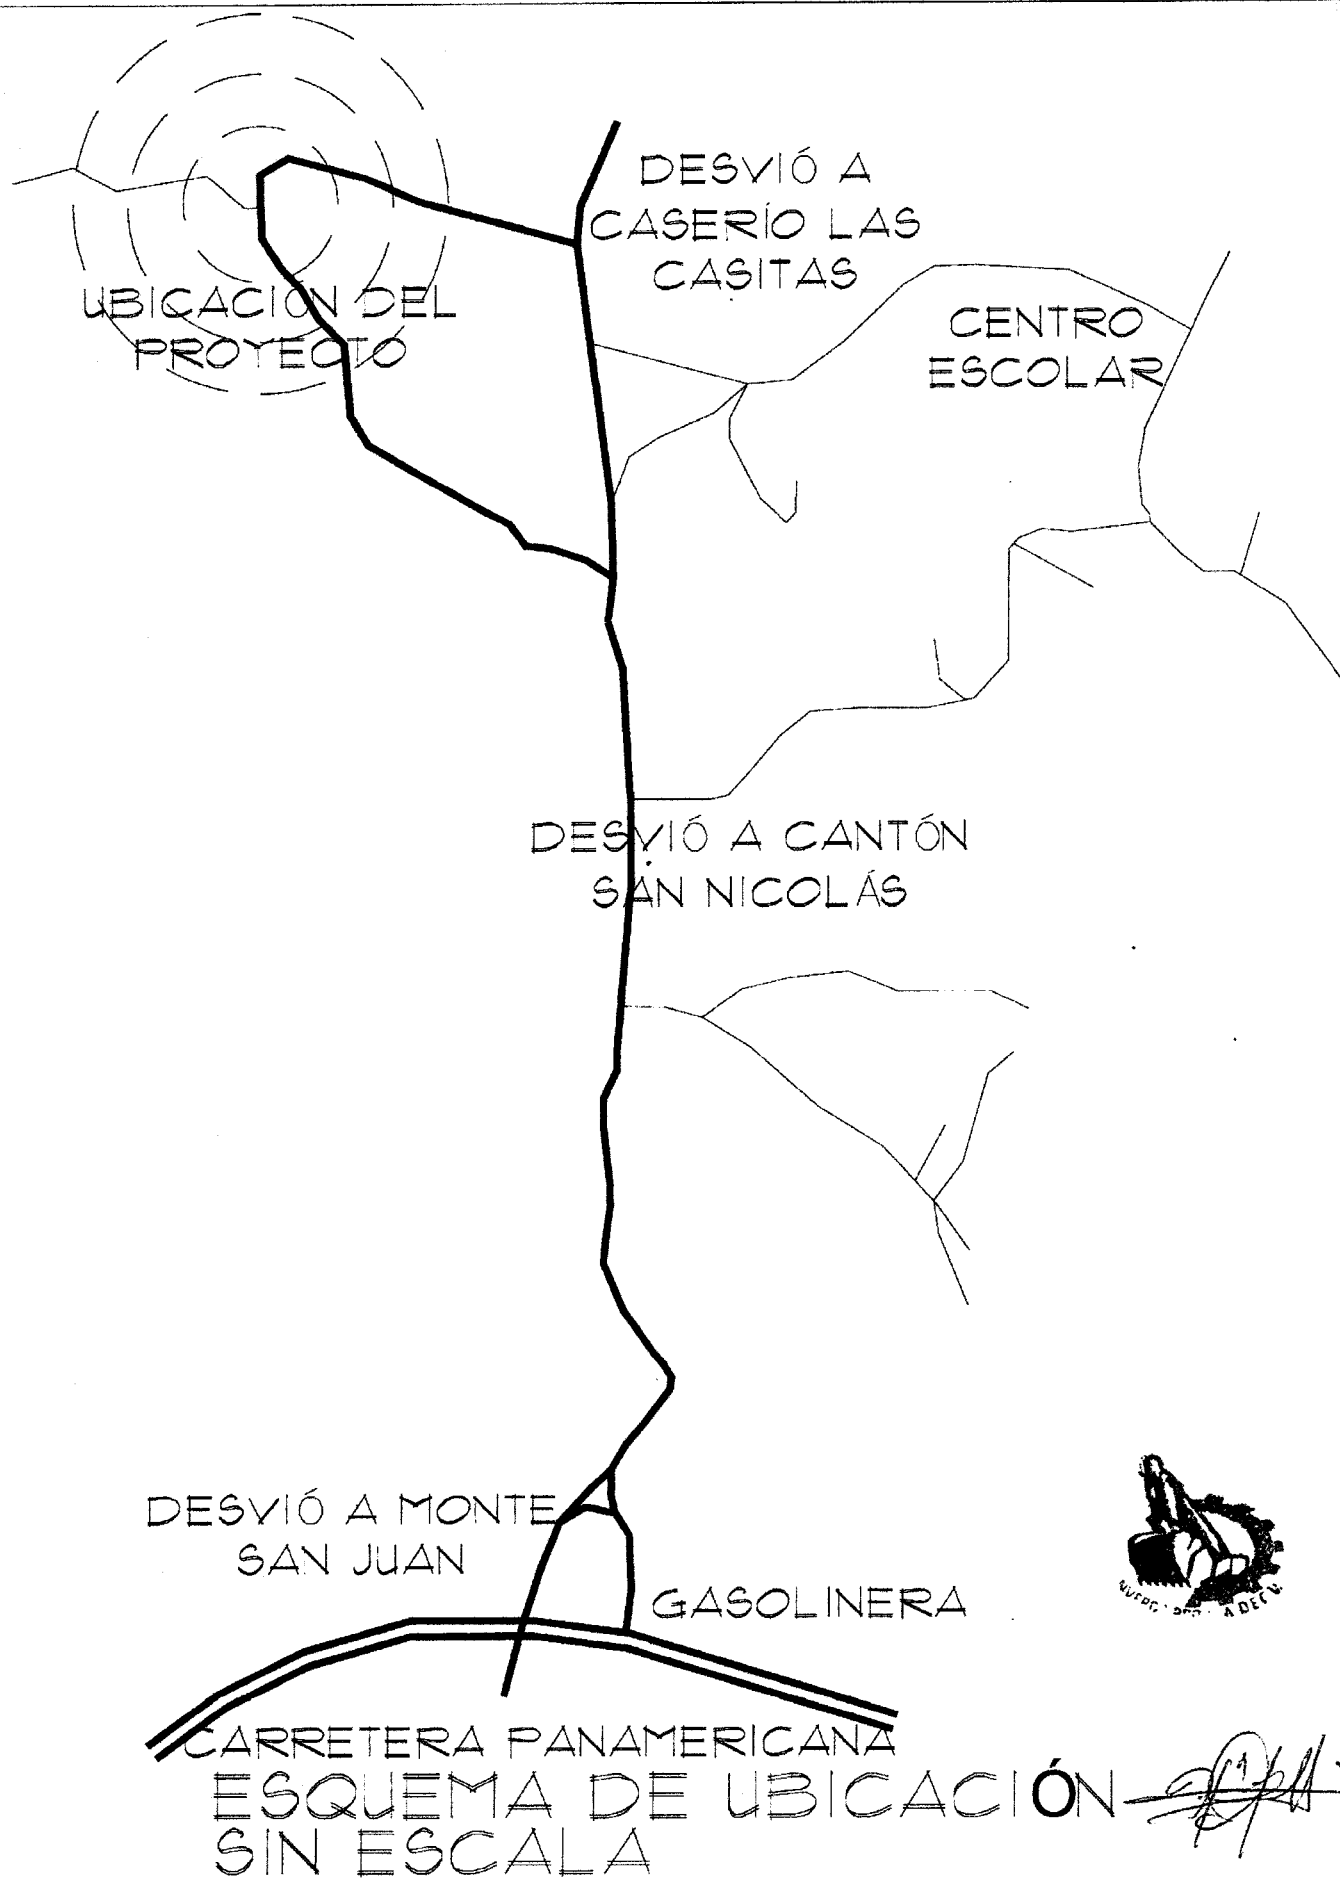 DESVIÓ A
CASERÍO LAS
CASITAS
UBICACIÓN DEL
PROYECTO
CENTRO
ESCOLAR
DESVIÓ A CANTÓN
SAN NICOLÁS
DESVIÓ A MONTE
SAN JUAN
GASOLINERA
CARRETERA PANAMERICANA
ESQUEMA DE UBICACIÓN
SIN ESCALA